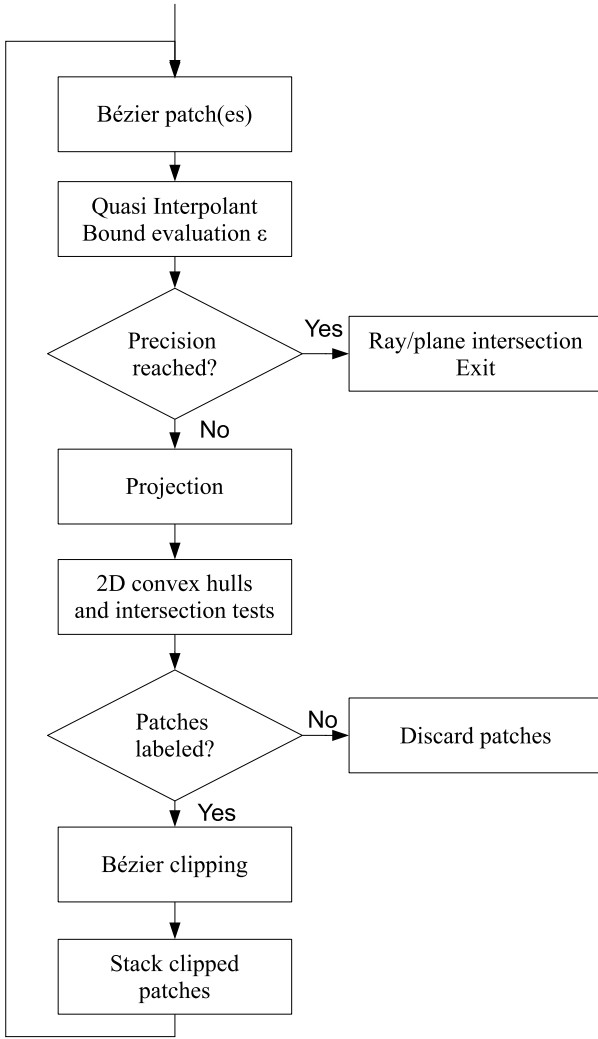 Bézier patch(es)
Quasi Interpolant
Bound evaluation ε
Precision
reached?
Yes
Ray/plane intersection
Exit
No
Projection
2D convex hulls
and intersection tests
Patches
labeled?
No
Discard patches
Yes
Bézier clipping
Stack clipped
patches